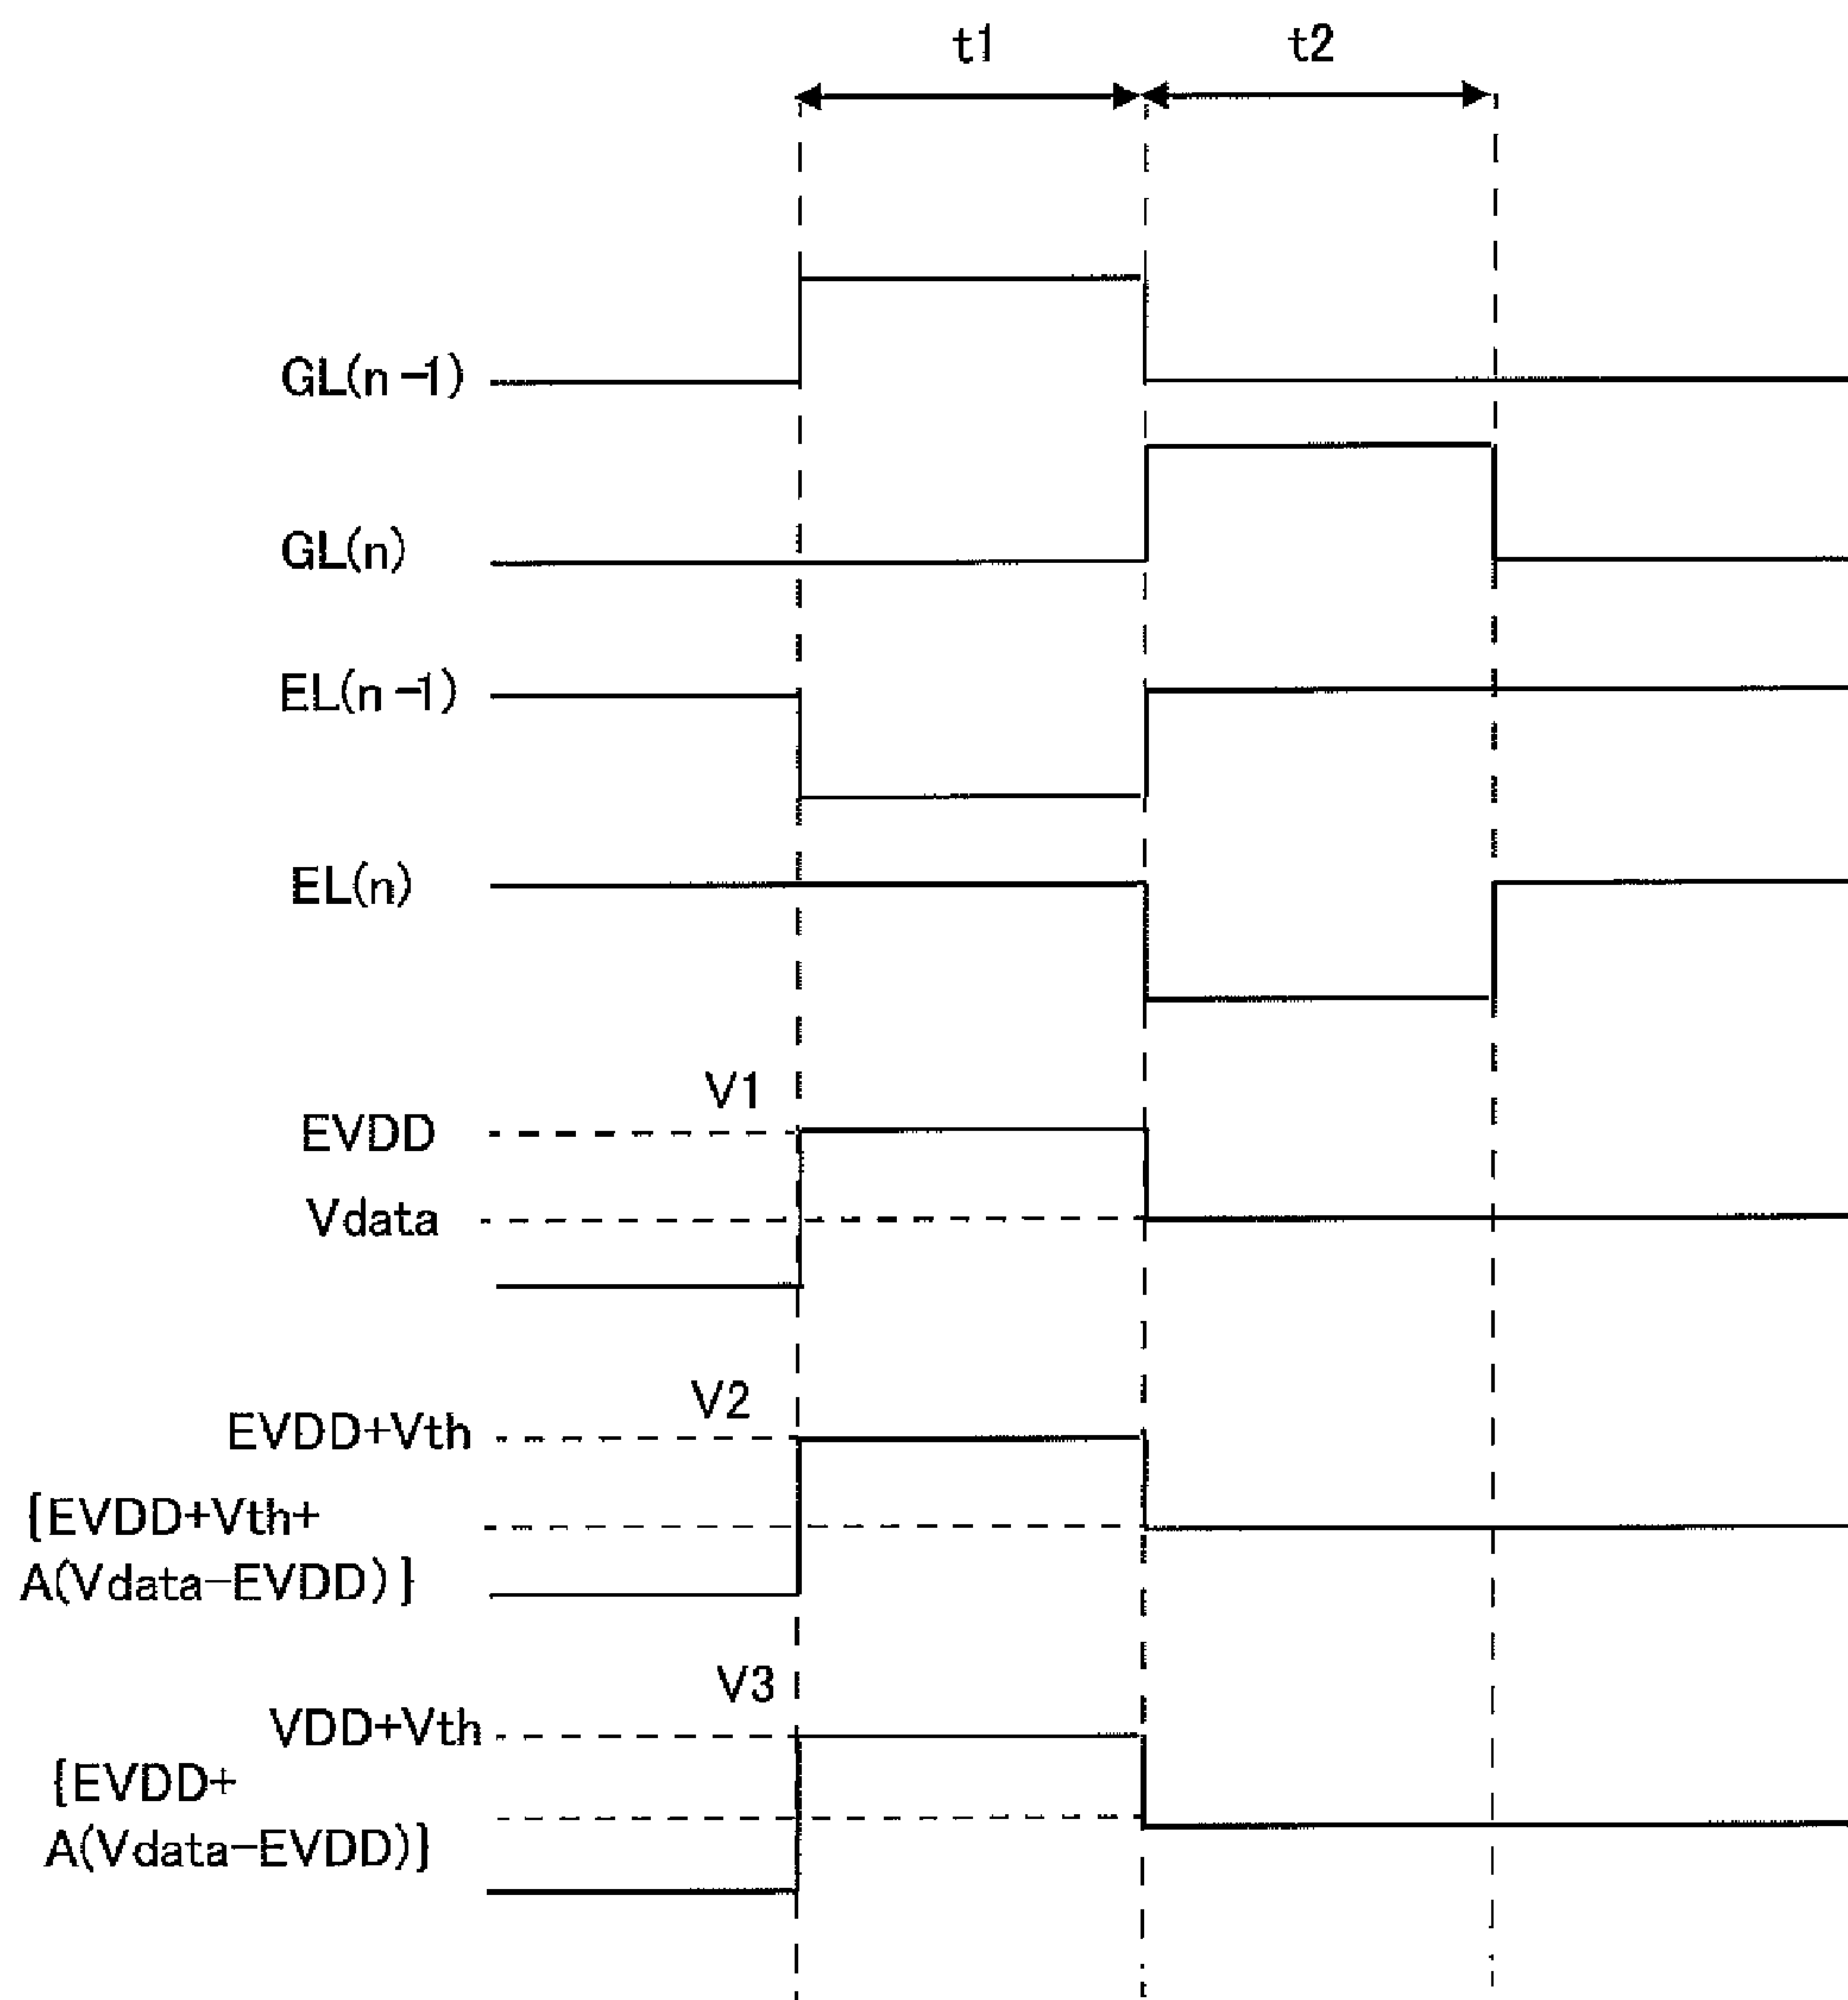 t1 t2
GL(n-1)
GL(n)
EL(n-1)
EL(n)
V1
EVDD
Vdata
V2
EVDD+Vth
{EVDD+Vth+
A(Vdata-EVDD)}
V3
VDD+Vth
{EVDD+
A(Vdata-EVDD)}